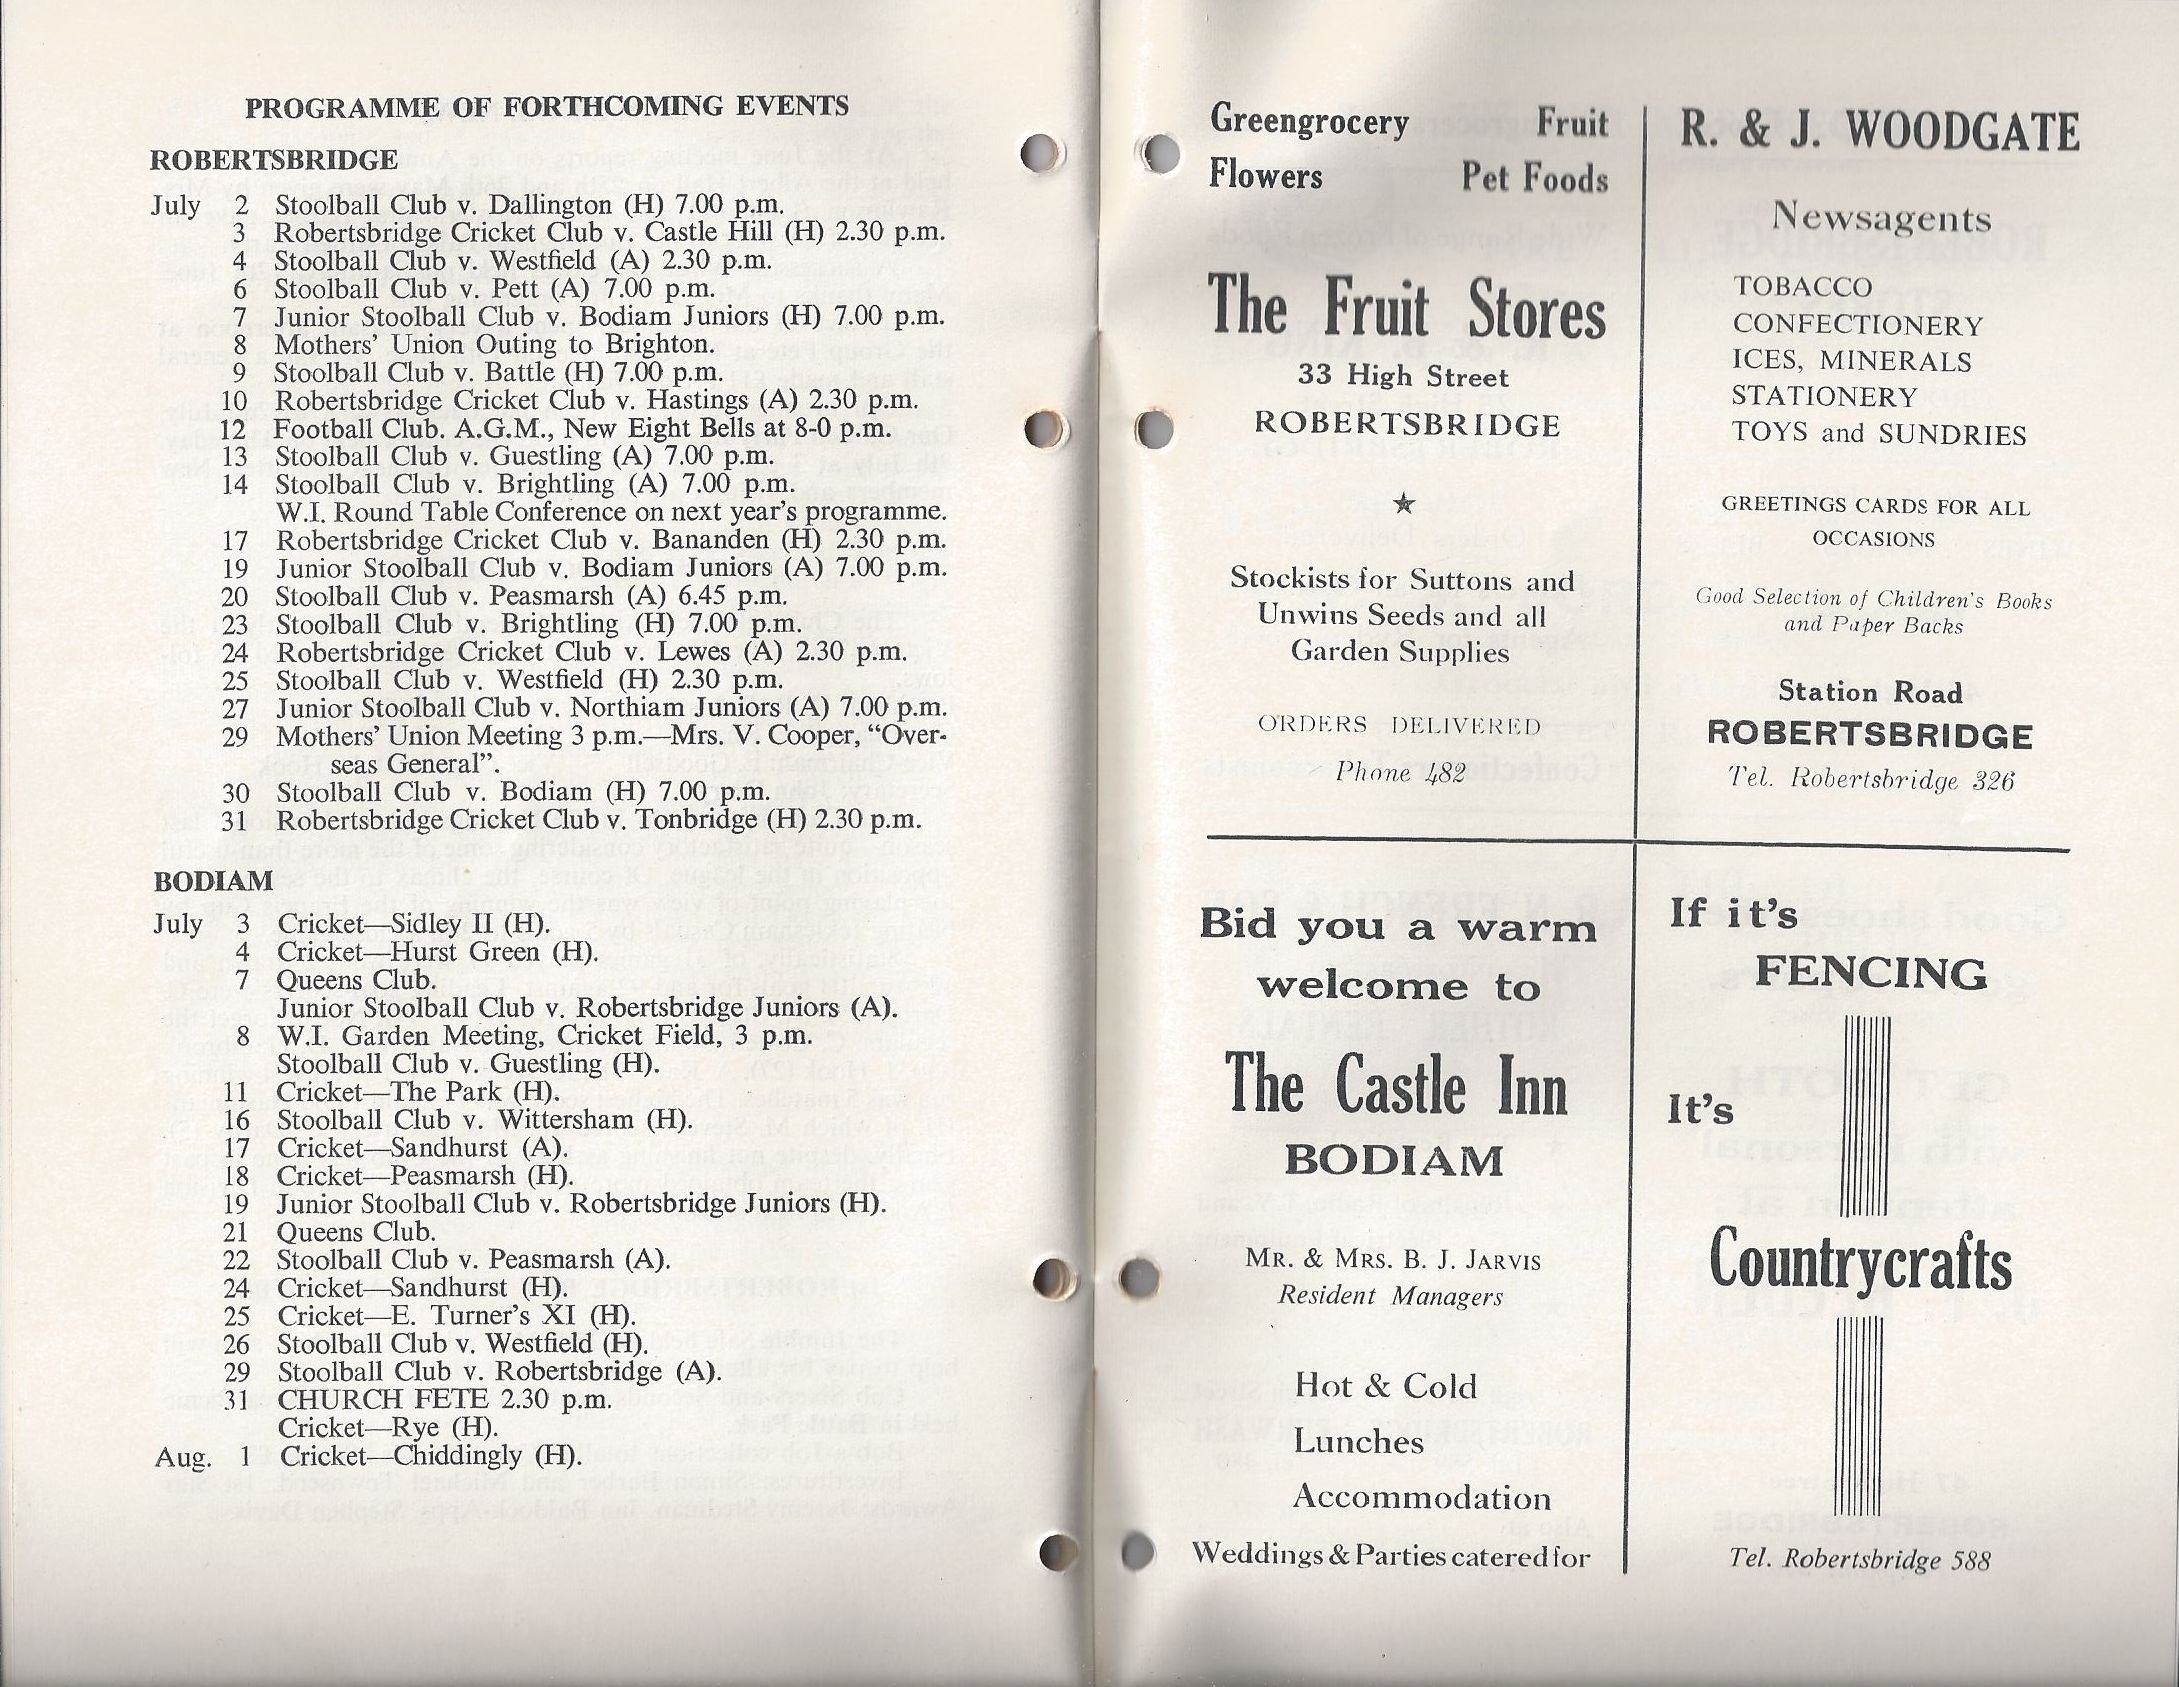 PROGRAMME OF FORTHCOMING EVENTS
ROBERTSBRIDGE
July 2 Stoolball Club v. Dallington (H) 7.00 p.m.
3 Robertsbridge Cricket Club v. Castle Hill (H) 2.30 p.m.
4 Stoolball Club v. Westfield (A) 2.30 p.m.
6 Stoolball Club v. Pett (A) 7.00 p.m.
7 Junior Stoolball Club v. Bodiam Juniors (H) 7.00 p.m.
8 Mothers' Union Outing to Brighton.
9 Stoolball Club v. Battle (H) 7.00 p.m.
10 Robertsbridge Cricket Club v. Hastings (A) 2.30 p.m.
12 Football Club. A.G.M., New Eight Bells at 8-0 p.m.
13 Stoolball Club v. Guestling (A) 7.00 p.m.
14 Stoolball Club v. Brightling (A) 7.00 p.m.
W.I. Round Table Conference on next year's programme.
17 Robertsbridge Cricket Club v. Bananden (H) 2.30 p.m.
19 Junior Stoolball Club v. Bodiam Juniors (A) 7.00 p.m.
20 Stoolball Club v. Peasmarsh (A) 6.45 p.m.
23 Stoolball Club v. Brightling (H) 7.00 p.m.
24 Robertsbridge Cricket Club v. Lewes (A) 2.30 p.m.
25 Stoolball Club v. Westfield (H) 2.30 p.m.
27 Junior Stoolball Club v. Northiam Juniors (A) 7.00 p.m.
29 Mothers' Union Meeting 3 p.m.—Mrs. V. Cooper, "Over-
seas General".
30 Stoolball Club v. Bodiam (H) 7.00 p.m.
31 Robertsbridge Cricket Club v. Tonbridge (H) 2.30 p.m.
BODIAM
July 3 Cricket—Sidley II (H).
4 Cricket—Hurst Green (H).
7 Queens Club.
Junior Stoolball Club v. Robertsbridge Juniors (A).
8 W.I. Garden Meeting, Cricket Field, 3 p.m.
Stoolball Club v. Guestling (H).
11 Cricket—The Park (H).
16 Stoolball Club v. Wittersham (H).
17 Cricket—Sandhurst (A).
18 Cricket—Peasmarsh (H).
19 Junior Stoolball Club v. Robertsbridge Juniors (H).
21 Queens Club.
22 Stoolball Club v. Peasmarsh (A).
24 Cricket—Sandhurst (H).
25 Cricket—E. Turner's XI (H).
26 Stoolball Club v. Westfield (H).
29 Stoolball Club v. Robertsbridge (A).
31 CHURCH FETE 2.30 p.m.
Cricket—Rye (H).
Aug. 1 Cricket—Chiddingly (H).
Greengrocery Fruit
Flowers Pet Foods
The Fruit Stores
33 High Street
ROBERTSBRIDGE
Stockists for Suttons and
Unwins Seeds and all
Garden Supplies
ORDERS DELIVERED
Phone 482
R. & J. WOODGATE
Newsagents
TOBACCO
CONFECTIONERY
ICES, MINERALS
STATIONERY
TOYS and SUNDRIES
GREETINGS CARDS FOR ALL
OCCASIONS
Good Selection of Children's Books
and Paper Backs
Station Road
ROBERTSBRIDGE
Tel. Robertsbridge 326
Bid you a warm
welcome to
The Castle Inn
BODIAM
MR. & MRS. B. J. JARVIS
Resident Managers
Hot & Cold
Lunches
Accommodation
Weddings & Parties catered for
If it's
FENCING
It's
Countrycrafts
Tel. Robertsbridge 588